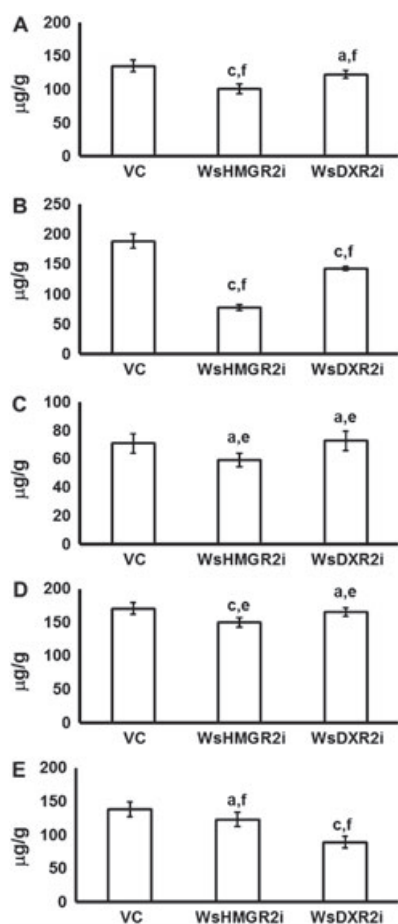 A
200
150
100
50
0
µg/g
c,f
a,f
VC WsHMGR2i WsDXR2i
B
250
200
150
100
50
0
µg/g
c,f
c,f
VC WsHMGR2i WsDXR2i
C
100
80
60
40
20
0
µg/g
a,e
a,e
VC WsHMGR2i WsDXR2i
D
200
150
100
50
0
µg/g
c,e
a,e
VC WsHMGR2i WsDXR2i
E
200
150
100
50
0
µg/g
a,f
c,f
VC WsHMGR2i WsDXR2i